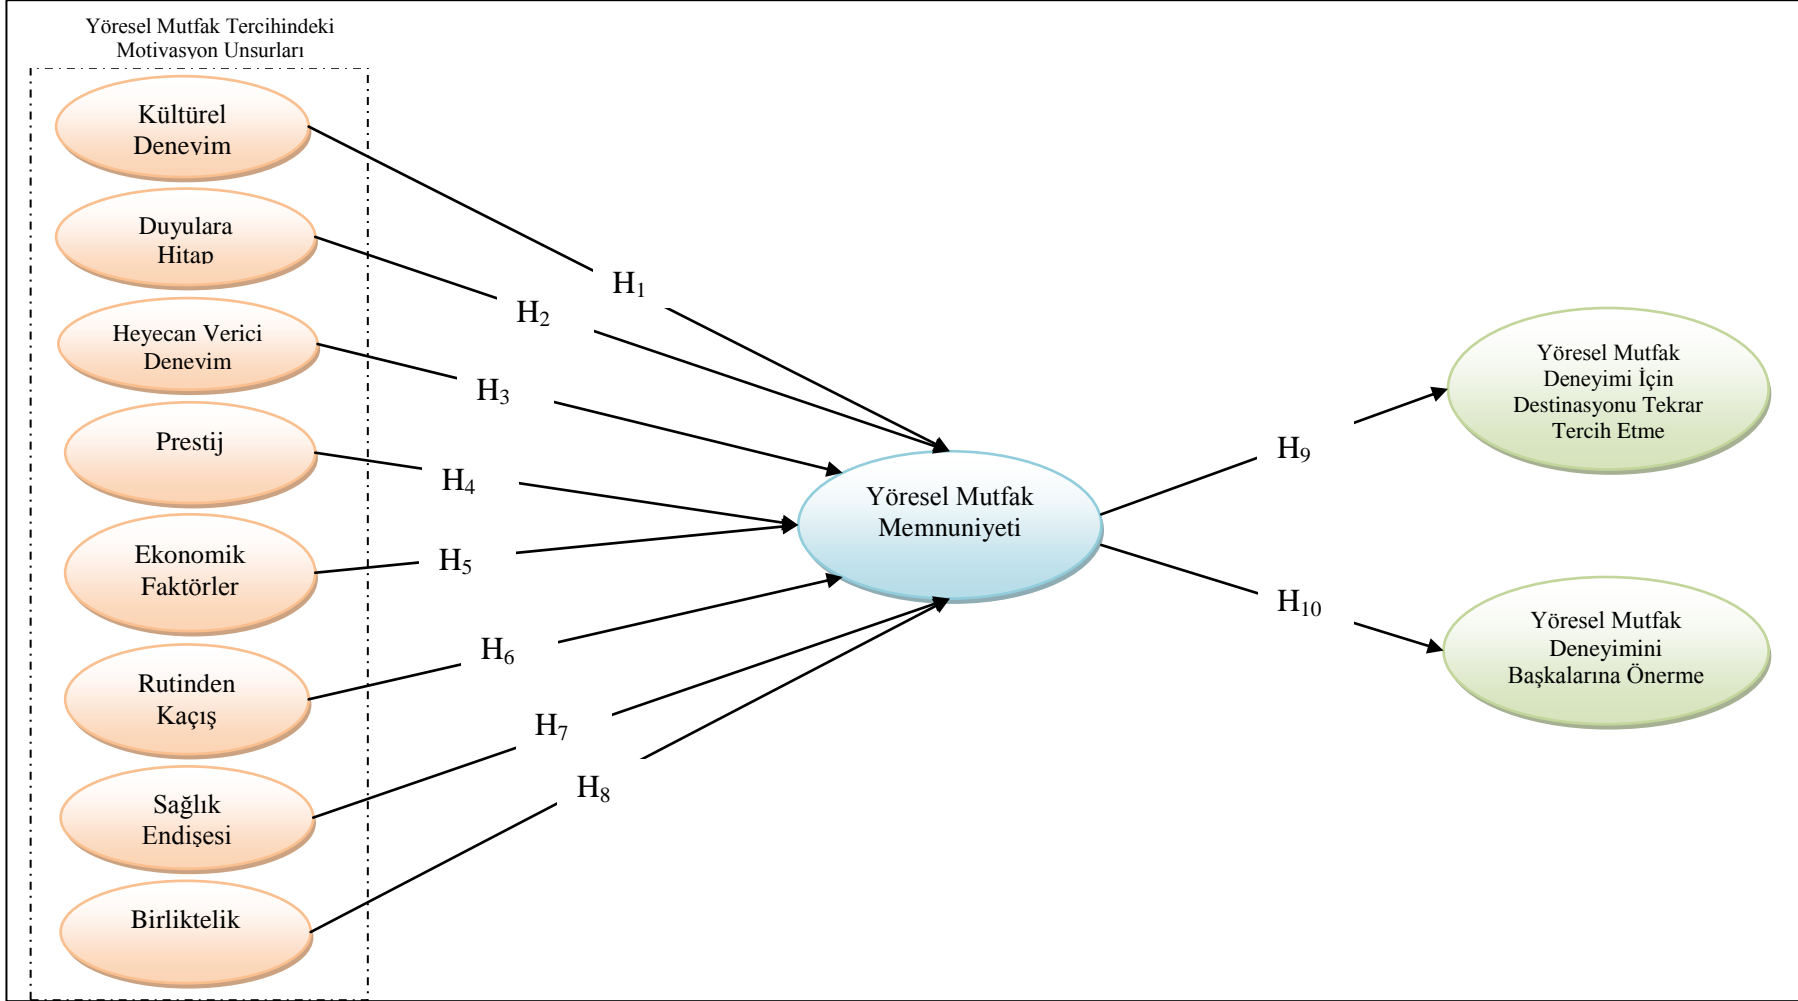 Yöresel Mutfak Tercihindeki
Motivasyon Unsurları
Kültürel
Deneyim
Duyulara
Hitap
Heyecan Verici
Deneyim
Prestij
Ekonomik
Faktörler
Rutinden
Kaçış
Sağlık
Endişesi
Birliktelik
H1
H2
H3
H4
H5
H6
H7
H8
Yöresel Mutfak
Memnuniyeti
H9
H10
Yöresel Mutfak
Deneyimi İçin
Destinasyonu Tekrar
Tercih Etme
Yöresel Mutfak
Deneyimini
Başkalarına Önerme